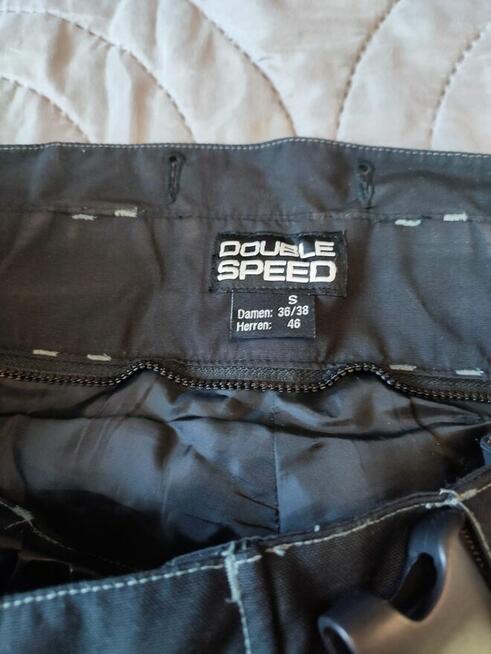 DOUBLE
SPEED
S
Damen: 36/38
Herren: 46